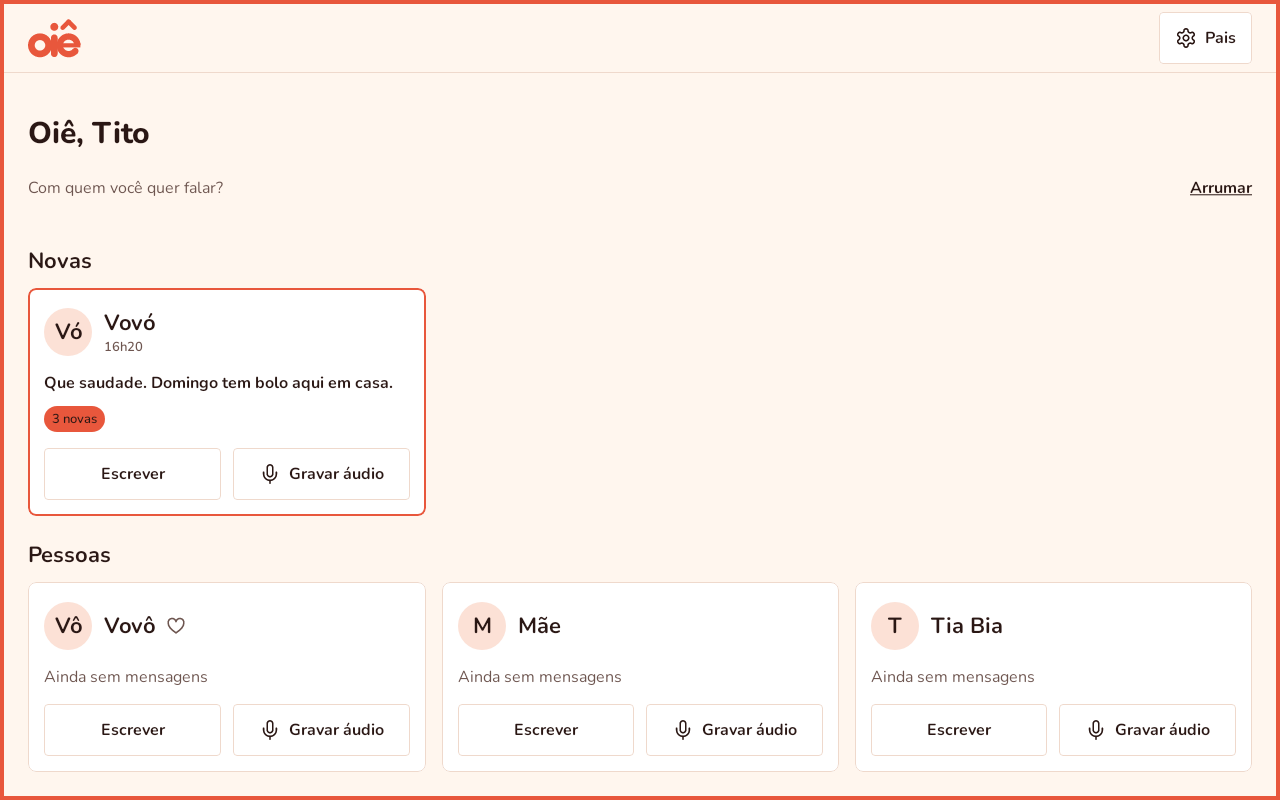 oiê
Pais
Oiê, Tito
Com quem você quer falar?
Arrumar
Novas
Vó
Vovó
16h20
Que saudade. Domingo tem bolo aqui em casa.
3 novas
Escrever
Gravar áudio
Pessoas
Vô
Vovô
Ainda sem mensagens
Escrever
Gravar áudio
M
Mãe
Ainda sem mensagens
Escrever
Gravar áudio
T
Tia Bia
Ainda sem mensagens
Escrever
Gravar áudio